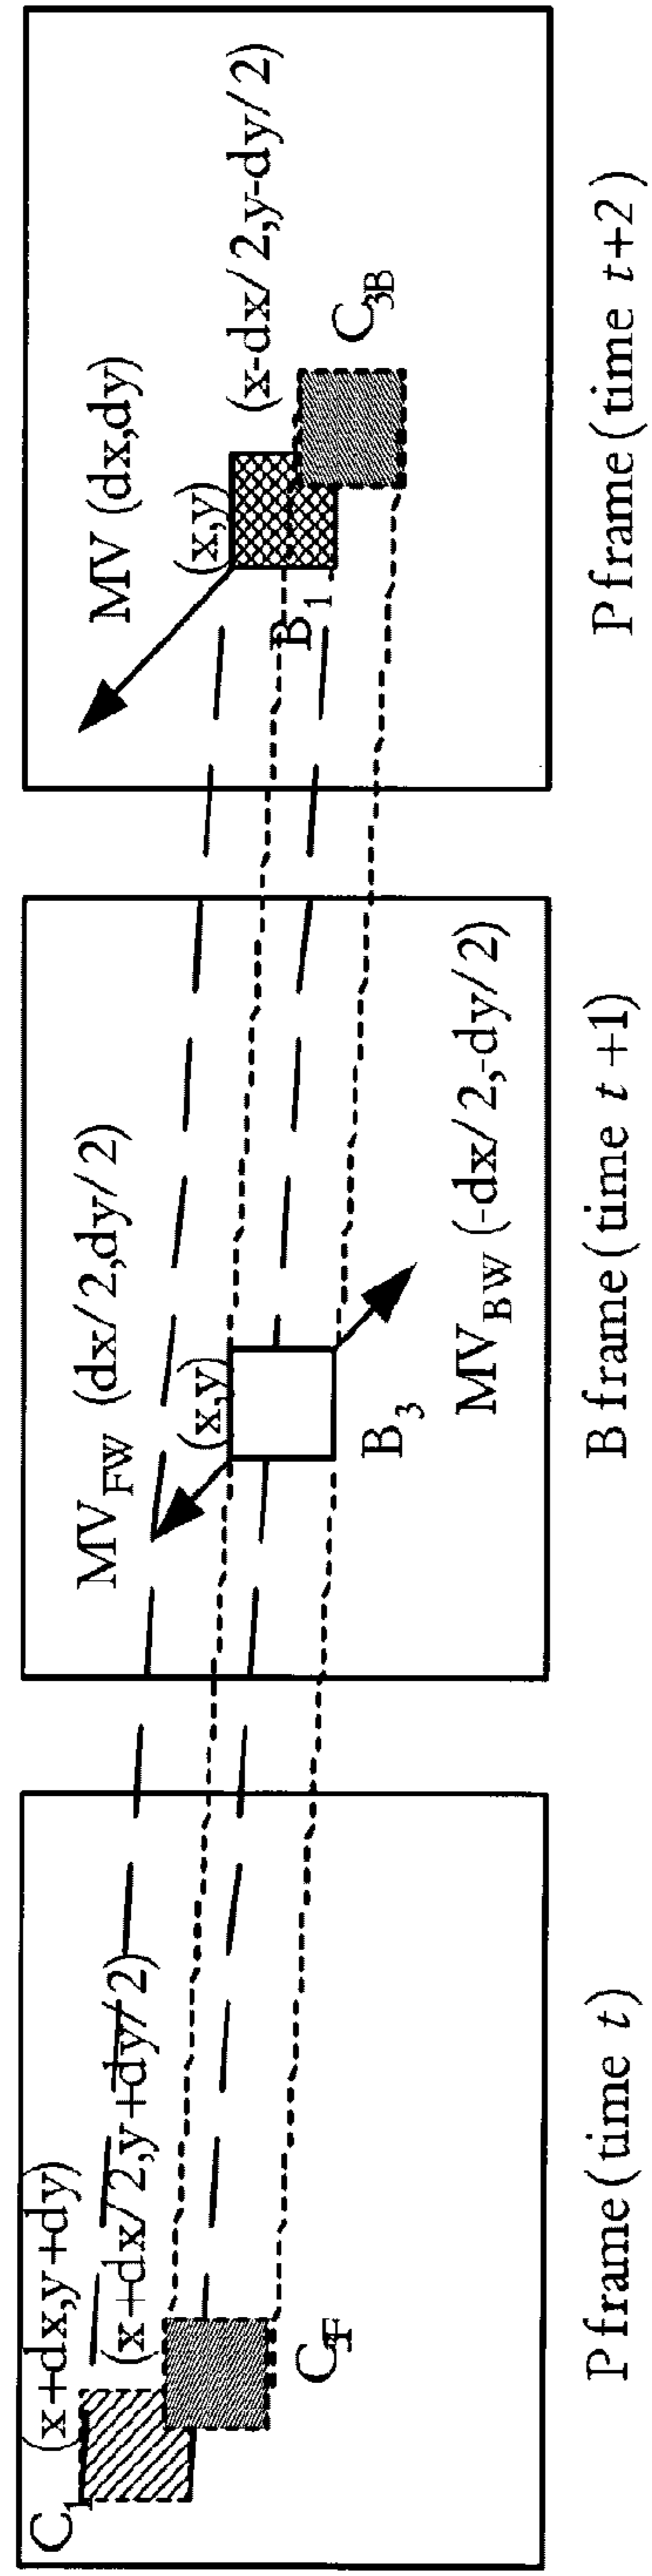 C1
(x+dx,y+dy)
(x+dx/2,y+dy/2)
P frame(time t)
MVFW (dx/2,dy/2)
(x,y)
B3
MVBW (-dx/2,-dy/2)
B frame(time t+1)
MV (dx,dy)
(x,y)
(x-dx/2,y-dy/2)
B1
C3B
P frame(time t+2)